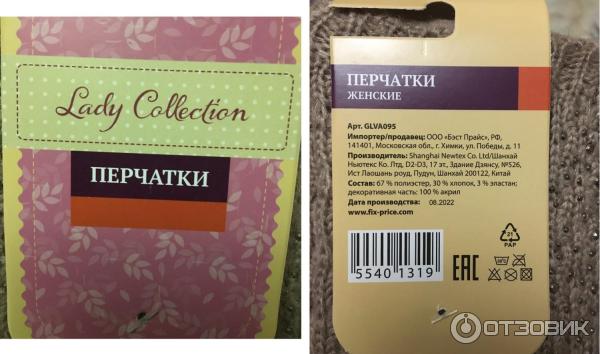 Lady Collection
ПЕРЧАТКИ
ПЕРЧАТКИ
ЖЕНСКИЕ
Арт. GLVA095
Импортер/продавец: ООО «Бэст Прайс», РФ,
141401, Московская обл., г. Химки, ул. Победы, д. 11
Производитель: Shanghai Newtex Co. Ltd/Шанхай
Ньютекс Ко. Лтд, D2-D3, 17 эт., Здание Дзянсу, №526,
Ист Лаошань роуд, Пудун, Шанхай 200122, Китай
Состав: 67 % полиэстер, 30 % хлопок, 3 % эластан;
декоративная часть: 100 % акрил
Дата производства: 08.2022
www.fix-price.com
5540 1319
EAC
21
PAP
ОТЗОВИК